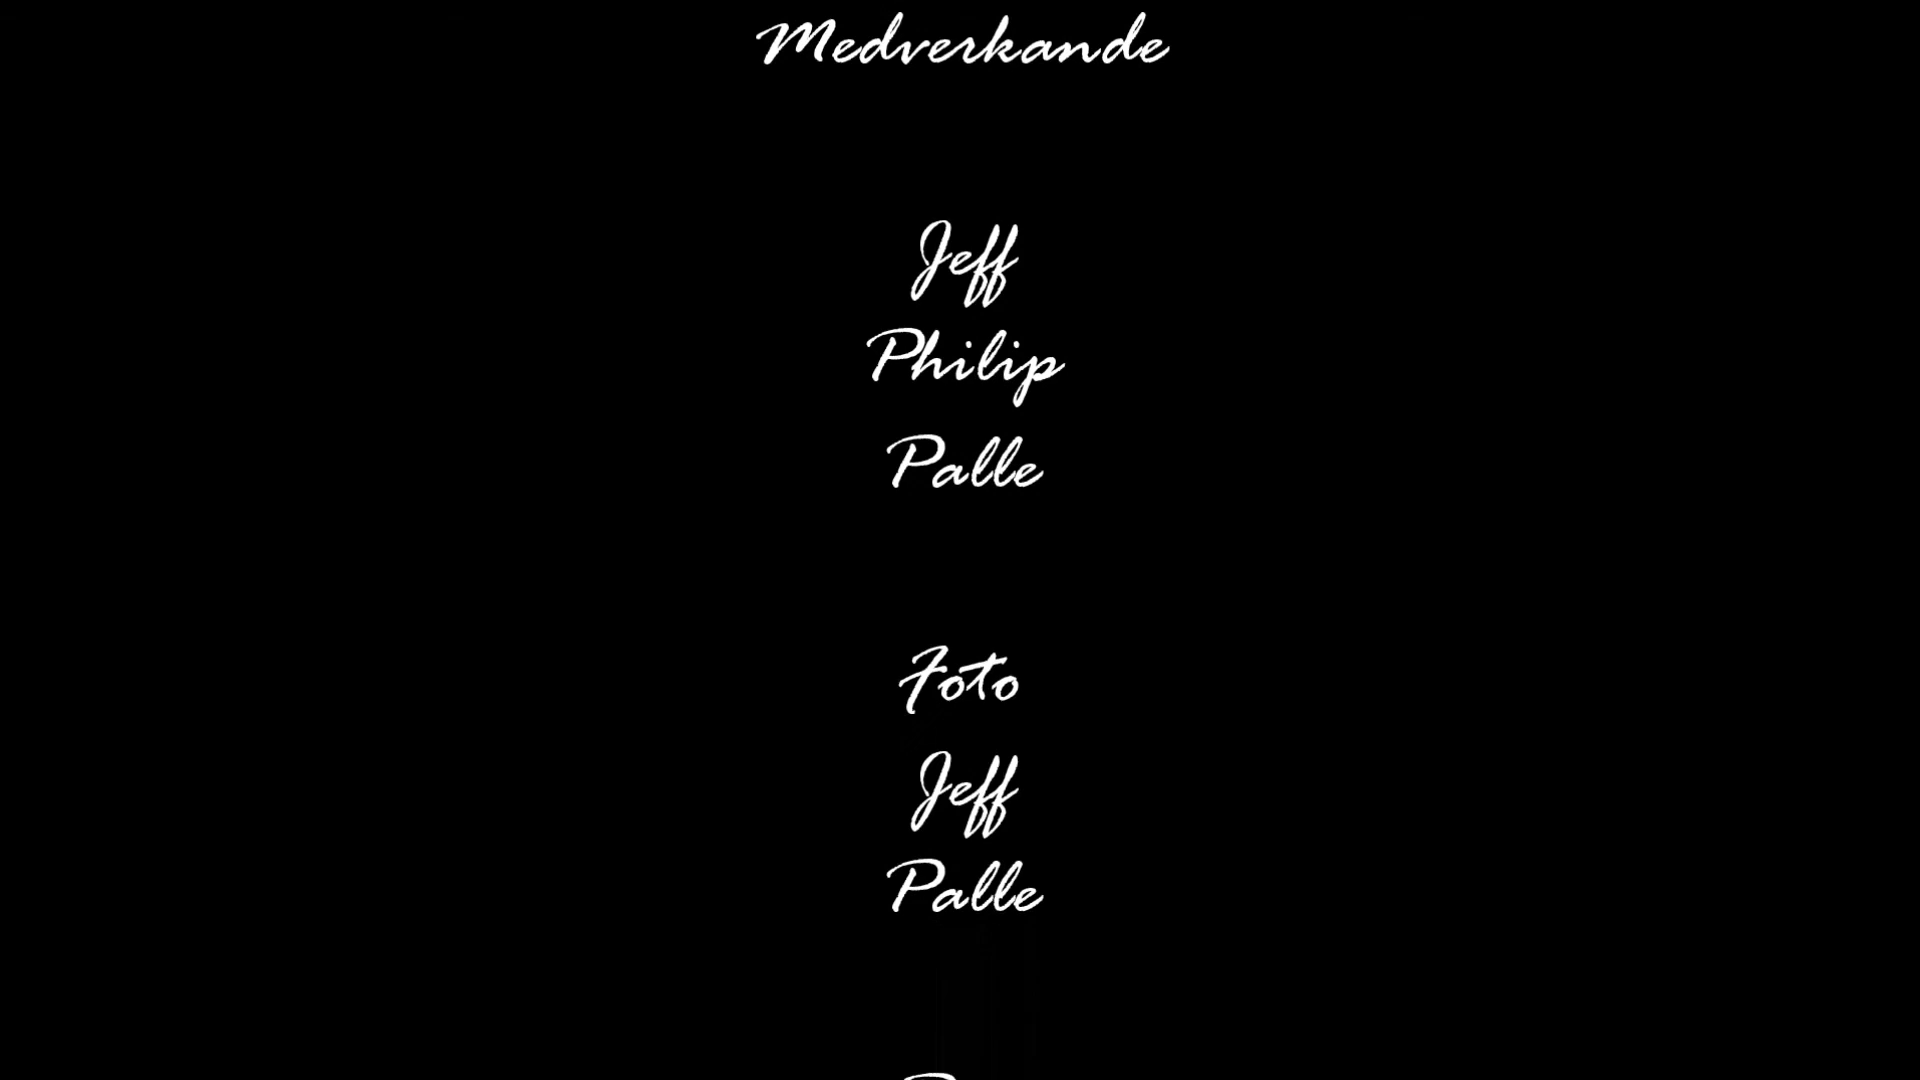 Medverkande
Jeff
Philip
Palle
Foto
Jeff
Palle